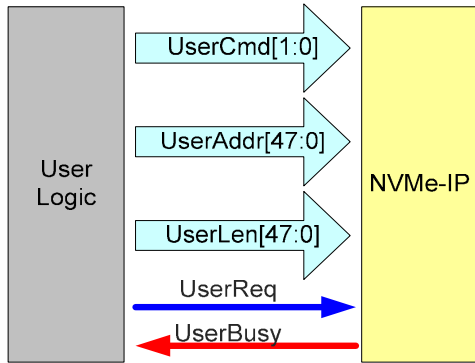 UserCmd[1:0]
UserAddr[47:0]
User
Logic
NVMe-IP
UserLen[47:0]
UserReq
UserBusy